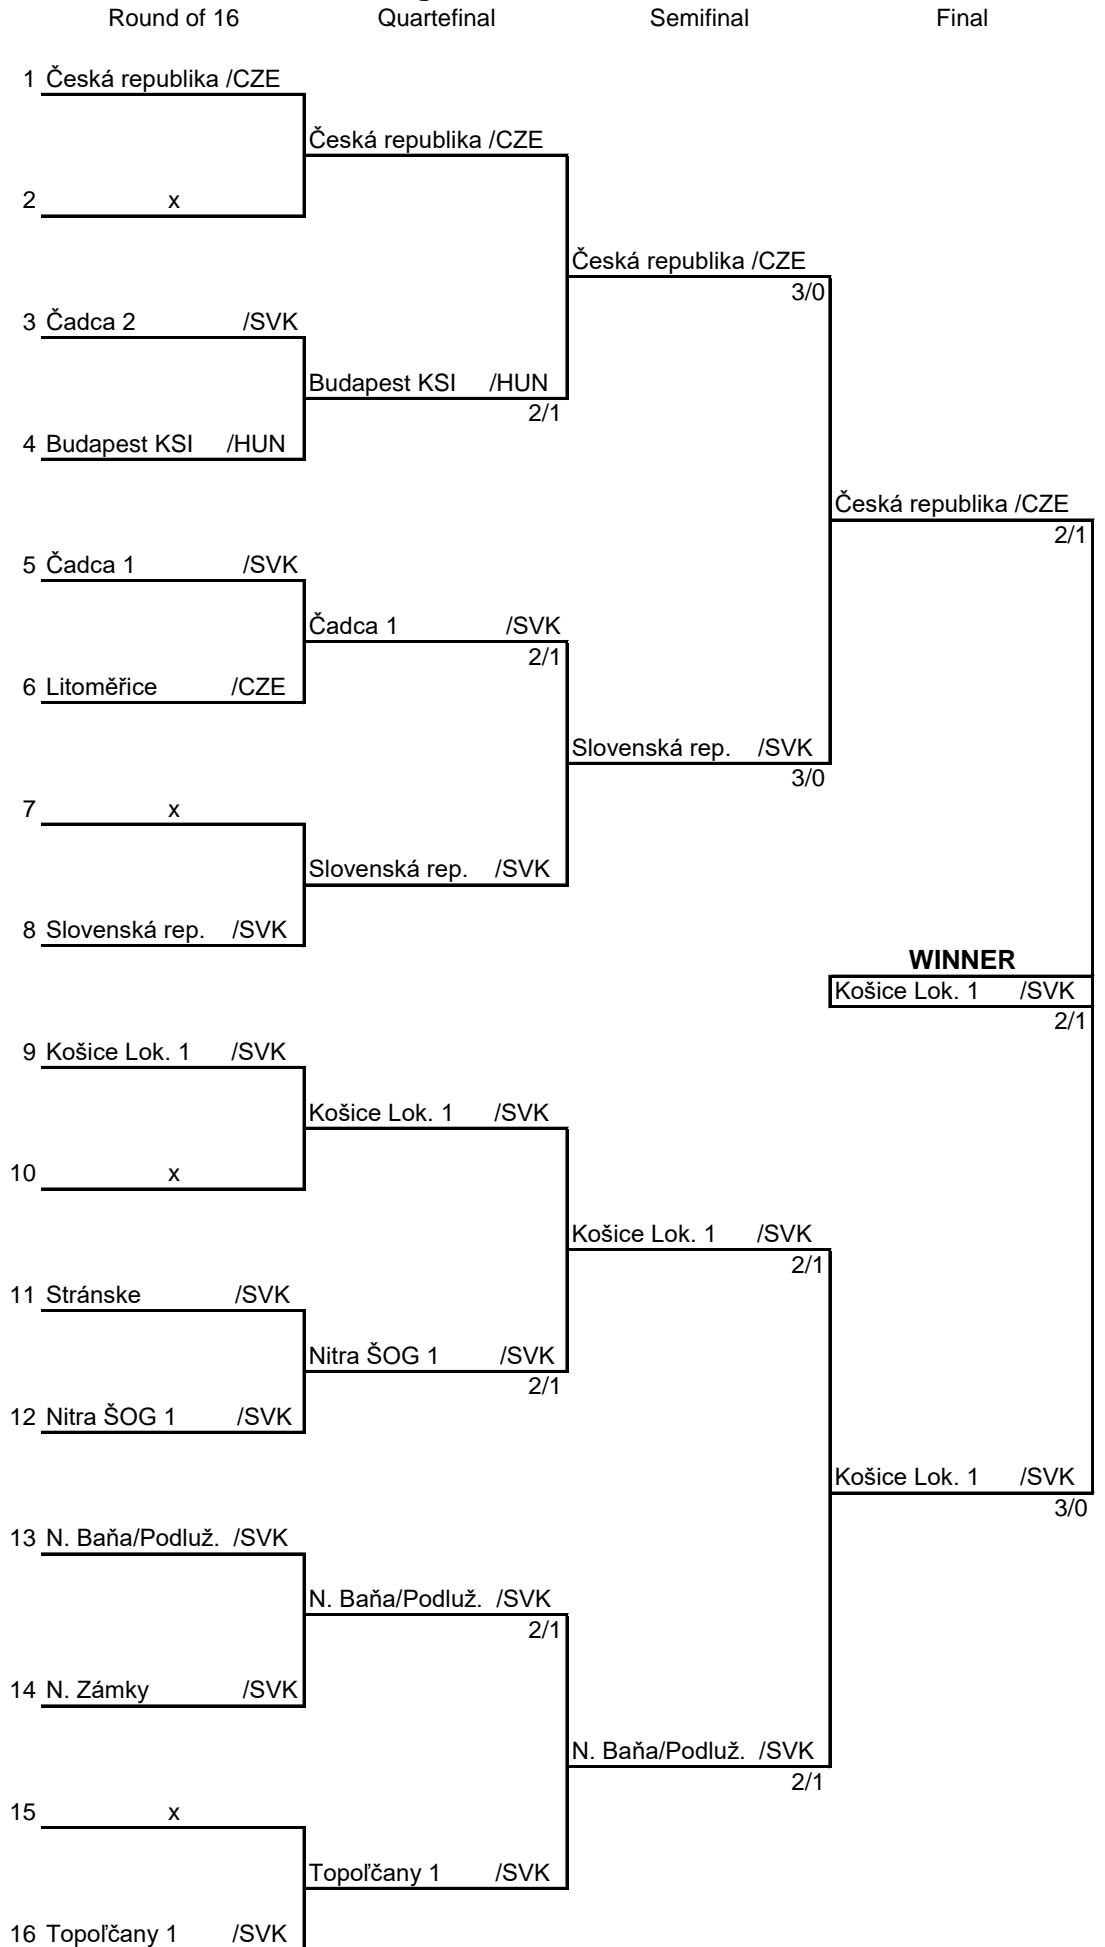 Round of 16 Quartefinal Semifinal Final
1 Česká republika /CZE
Česká republika /CZE
2 x
Česká republika /CZE
3/0
3 Čadca 2 /SVK
Budapest KSI /HUN
2/1
4 Budapest KSI /HUN
Česká republika /CZE
2/1
5 Čadca 1 /SVK
Čadca 1 /SVK
2/1
6 Litoměřice /CZE
Slovenská rep. /SVK
3/0
7 x
Slovenská rep. /SVK
8 Slovenská rep. /SVK
WINNER
Košice Lok. 1 /SVK
2/1
9 Košice Lok. 1 /SVK
Košice Lok. 1 /SVK
10 x
Košice Lok. 1 /SVK
2/1
11 Stránske /SVK
Nitra ŠOG 1 /SVK
2/1
12 Nitra ŠOG 1 /SVK
Košice Lok. 1 /SVK
3/0
13 N. Baňa/Podluž. /SVK
N. Baňa/Podluž. /SVK
2/1
14 N. Zámky /SVK
N. Baňa/Podluž. /SVK
2/1
15 x
Topoľčany 1 /SVK
16 Topoľčany 1 /SVK